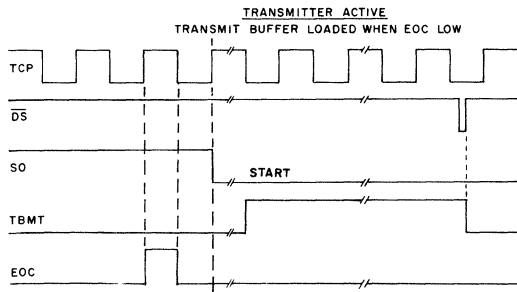 TRANSMITTER ACTIVE
TRANSMIT BUFFER LOADED WHEN EOC LOW
TCP
DS
SO
START
TBMT
EOC